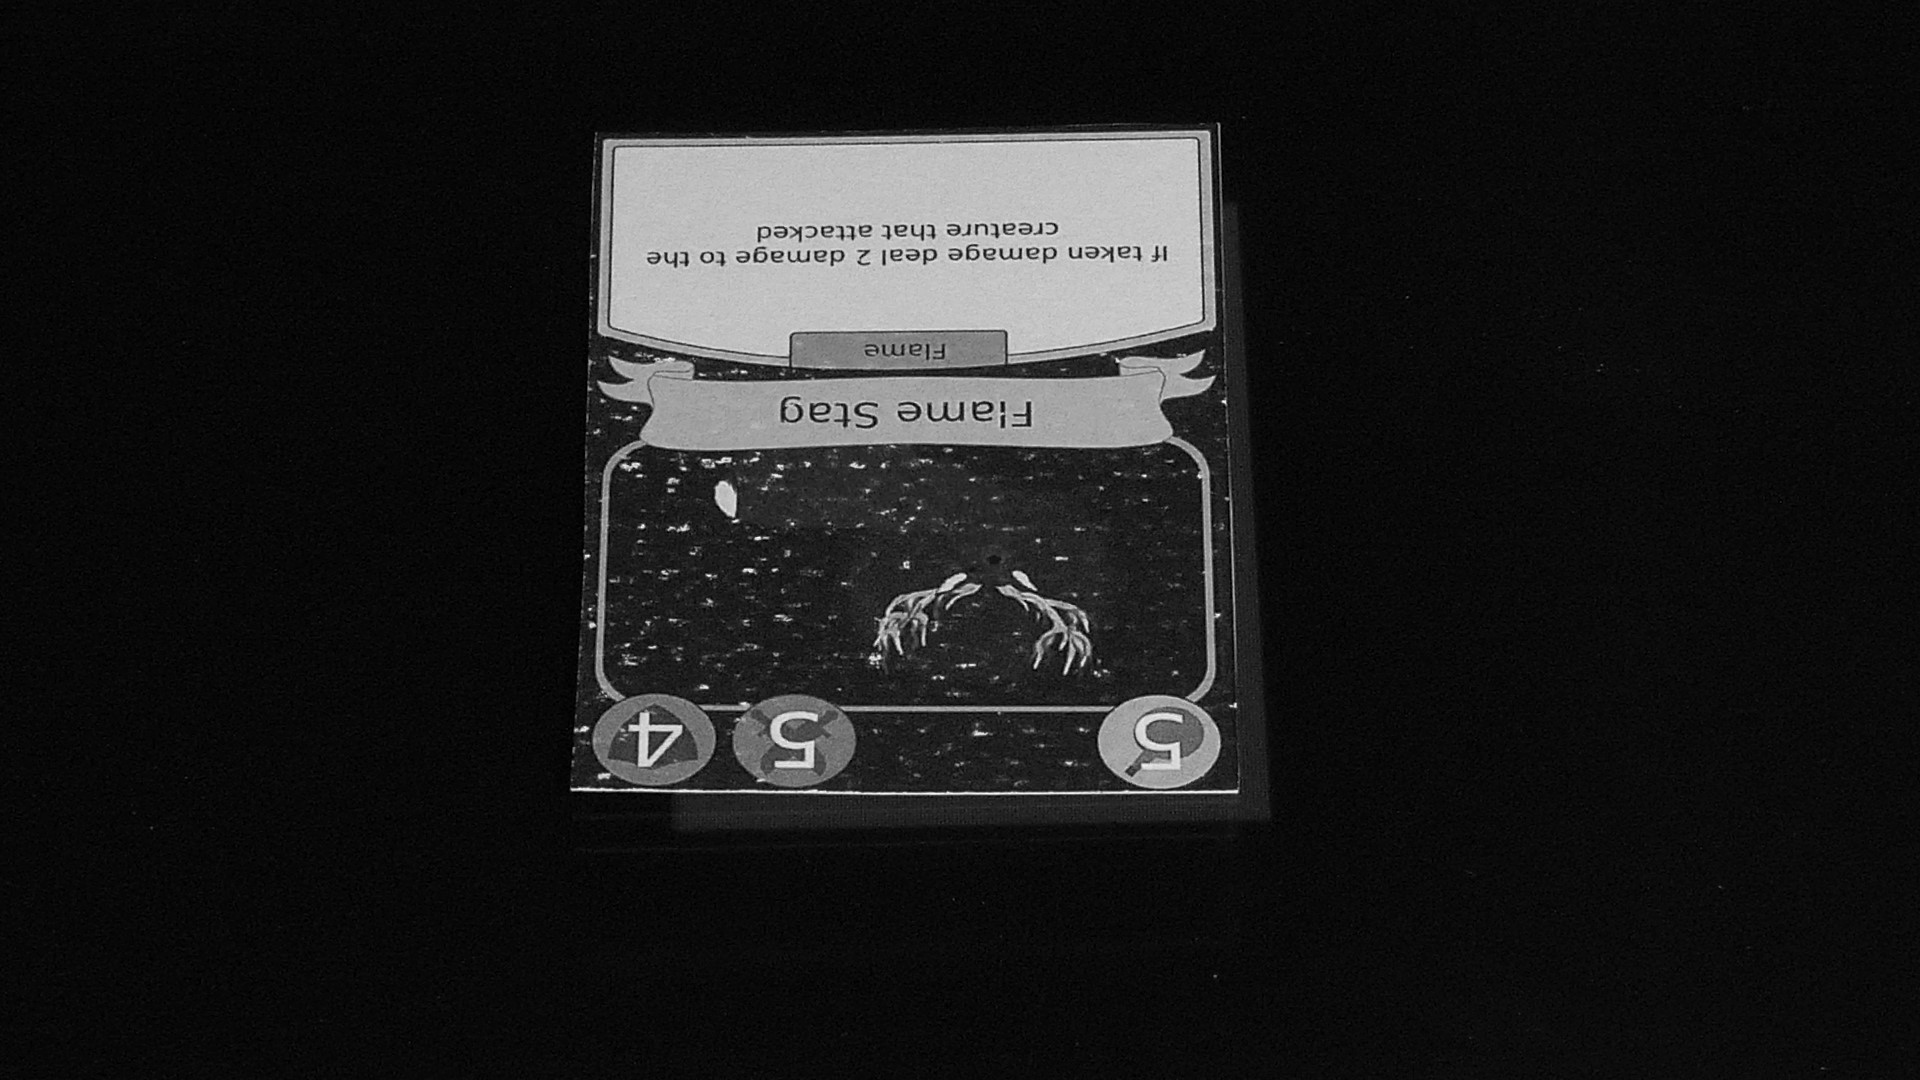 5 5 4
Flame Stag
Flame
If taken damage deal 2 damage to the
creature that attacked